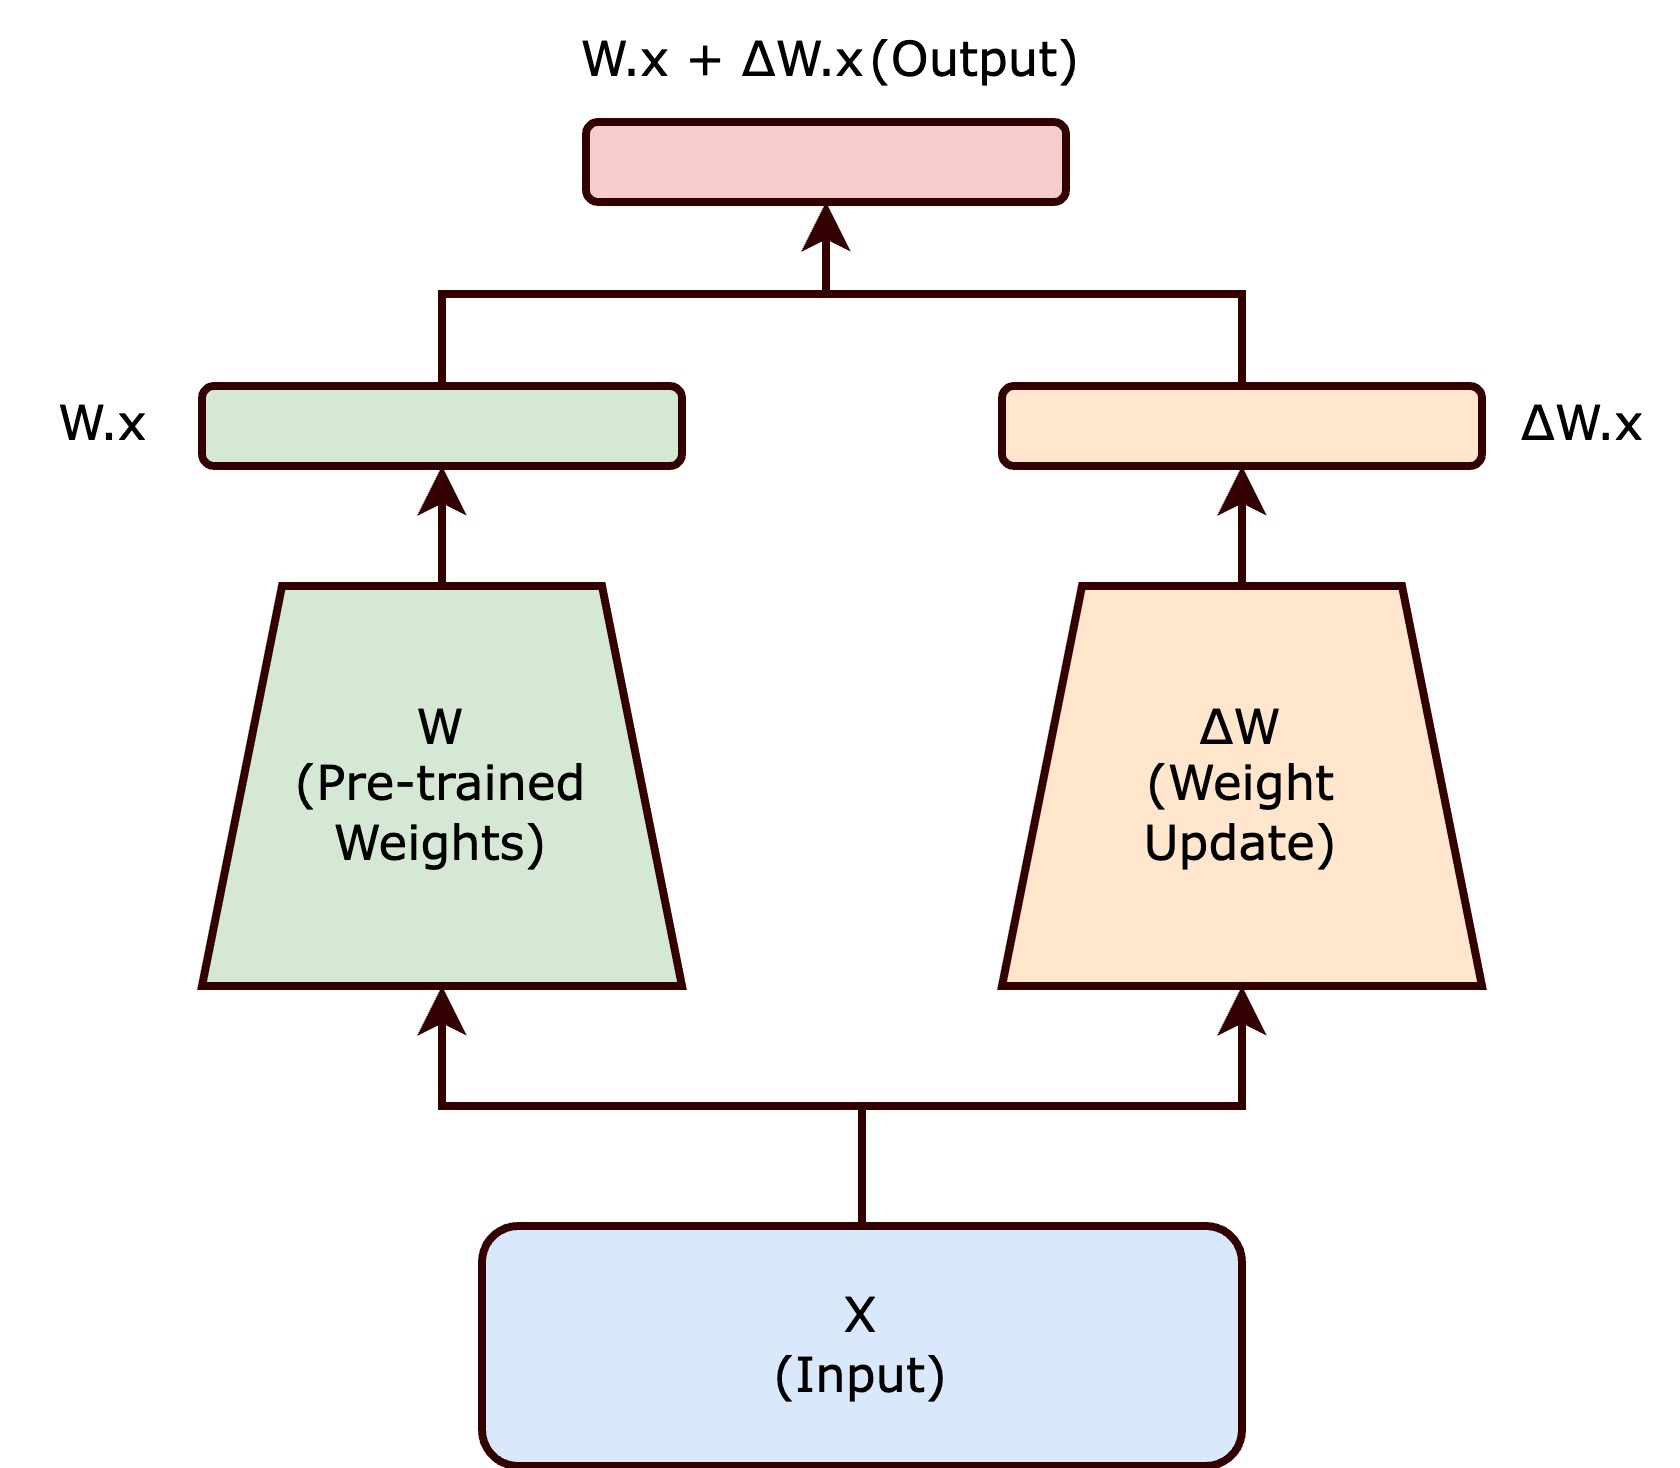 W.x + ΔW.x(Output)
W.x
ΔW.x
W
(Pre-trained
Weights)
ΔW
(Weight
Update)
X
(Input)